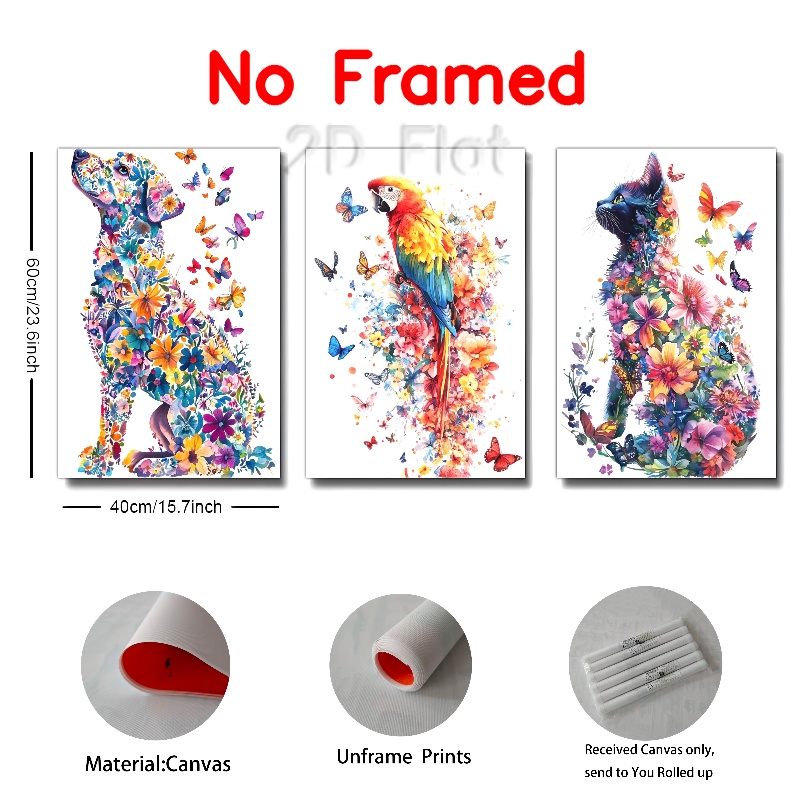 No Framed
2D Flat
60cm/23.6inch
40cm/15.7inch
Material:Canvas
Unframe Prints
Received Canvas only,
send to You Rolled up